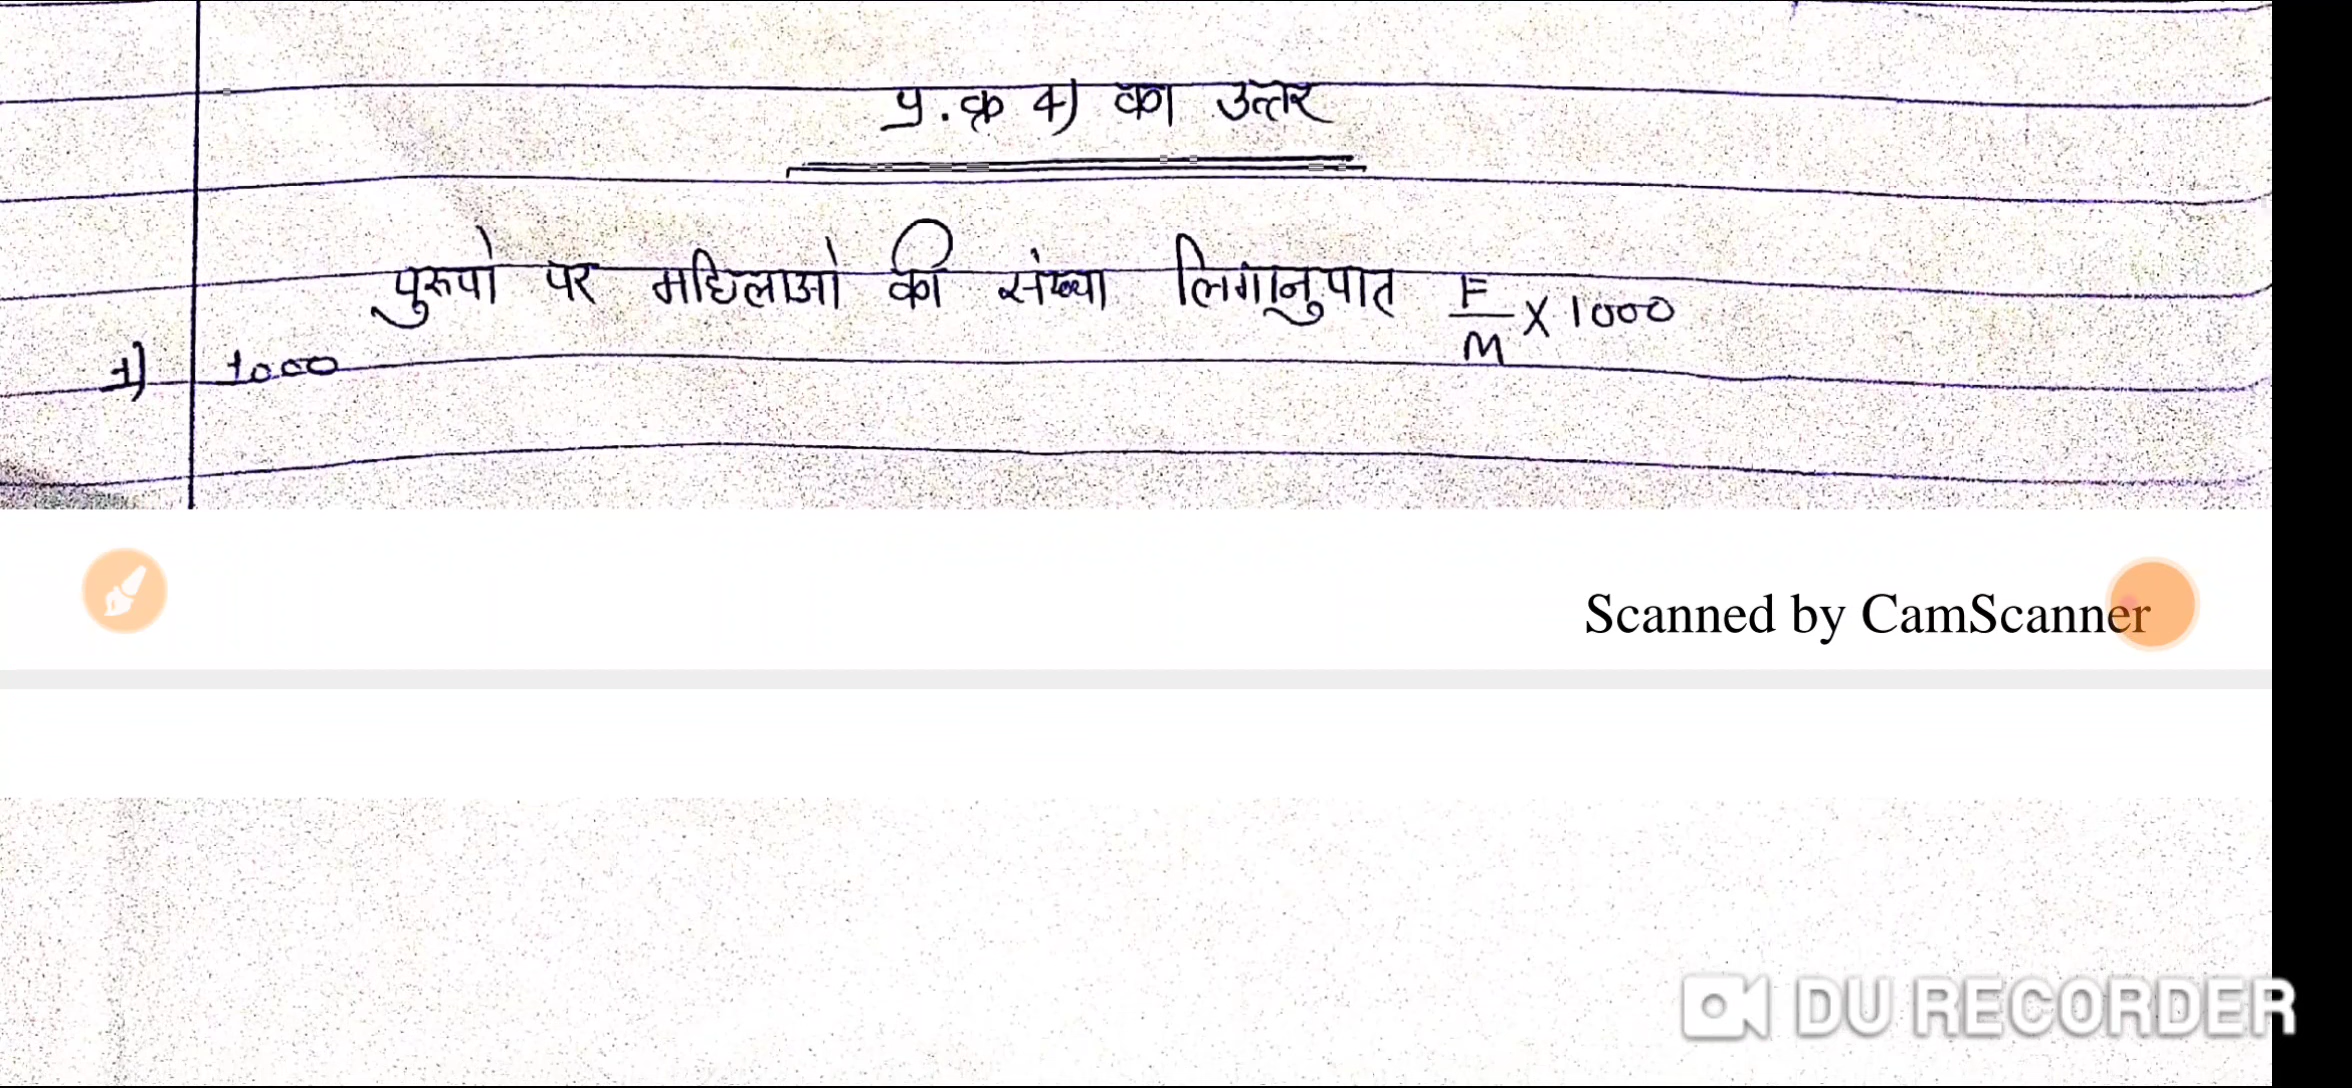 प्र.क्र 4) का उत्तर
1) 1000 पुरूषो पर महिलाओ की संख्या लिगांनुपात F/M X 1000
Scanned by CamScanner
DU RECORDER